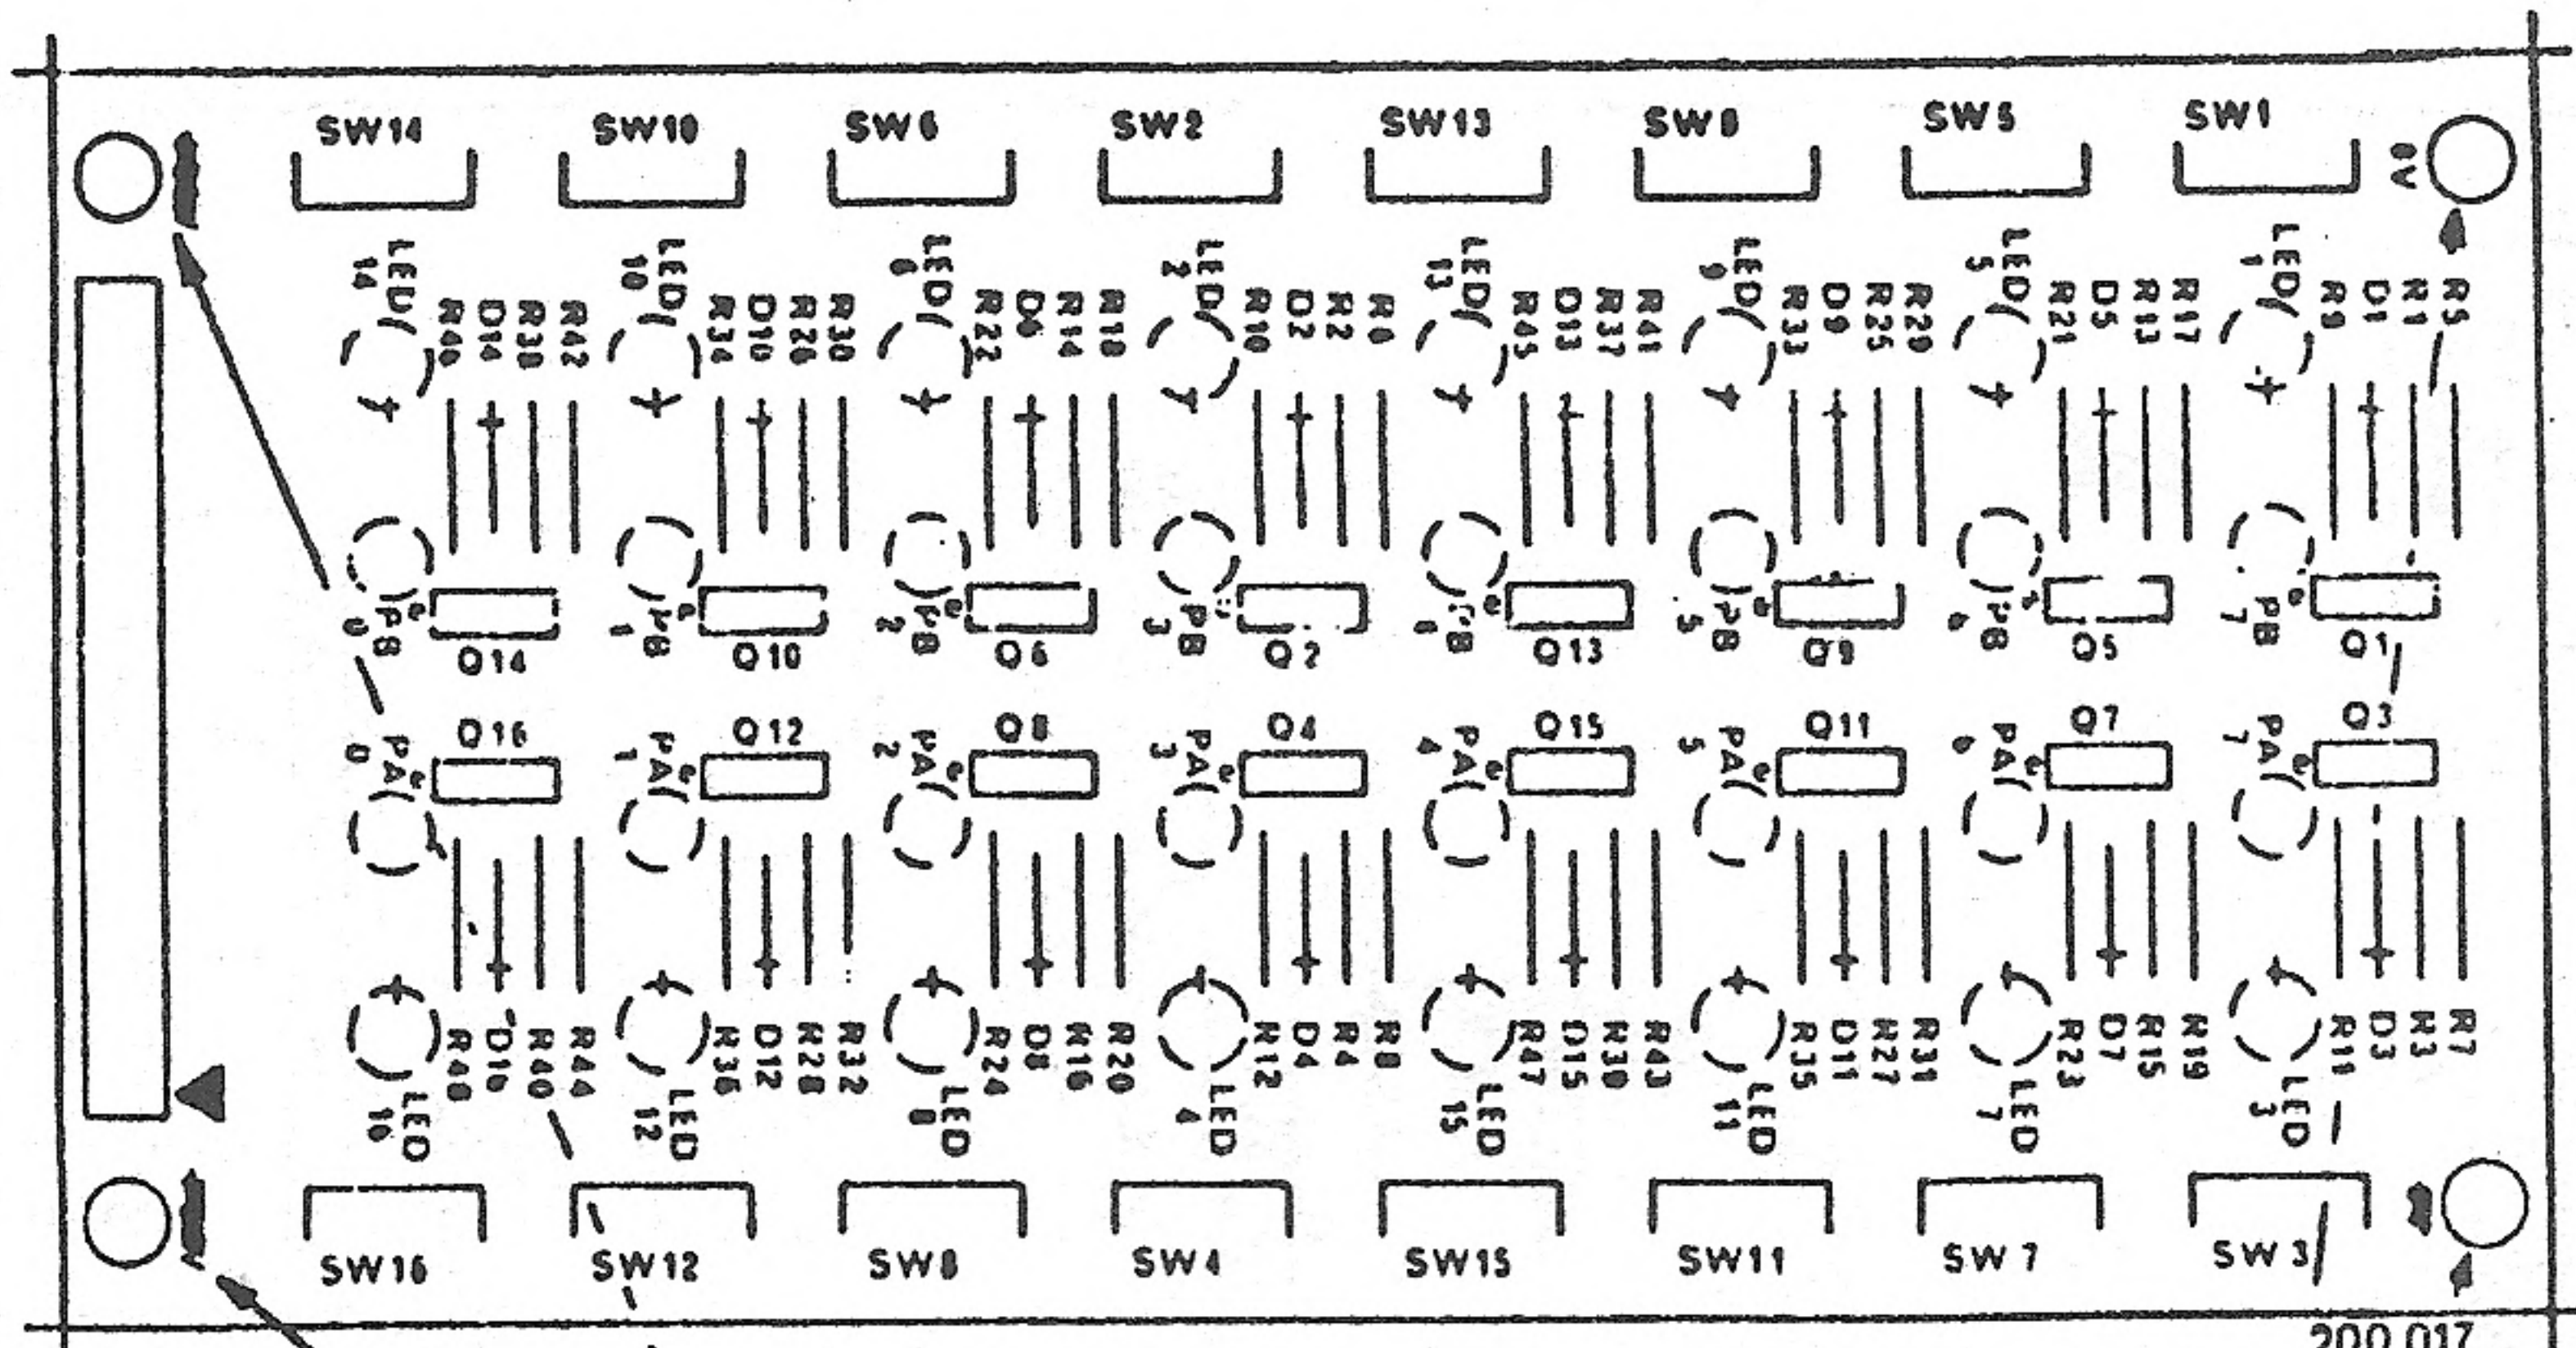 SW14 SW10 SW6 SW2 SW13 SW9 SW5 SW1 0V
LED 14 R46 D14 R38 R42 LED 10 R34 D10 R26 R30 LED 6 R22 D6 R14 R18 LED 2 R10 D2 R2 R6 LED 13 R45 D13 R37 R41 LED 9 R33 D9 R25 R29 LED 5 R21 D5 R13 R17 LED 1 R9 D1 R1 R5
PB 0 PB 1 PB 2 PB 3 PB PB 5 PB 6 PB 7
Q14 Q10 Q6 Q2 Q13 Q9 Q5 Q1
Q16 Q12 Q8 Q4 Q15 Q11 Q7 Q3
PA 0 PA 1 PA 2 PA 3 PA 4 PA 5 PA 6 PA 7
R48 D16 R40 R44 R36 D12 R28 R32 R24 D8 R16 R20 R12 D4 R4 R8 R47 D15 R39 R43 R35 D11 R27 R31 R23 D7 R15 R19 R11 D3 R3 R7
LED 16 LED 12 LED 8 LED 4 LED 15 LED 11 LED 7 LED 3
SW16 SW12 SW8 SW4 SW15 SW11 SW7 SW3
200 017